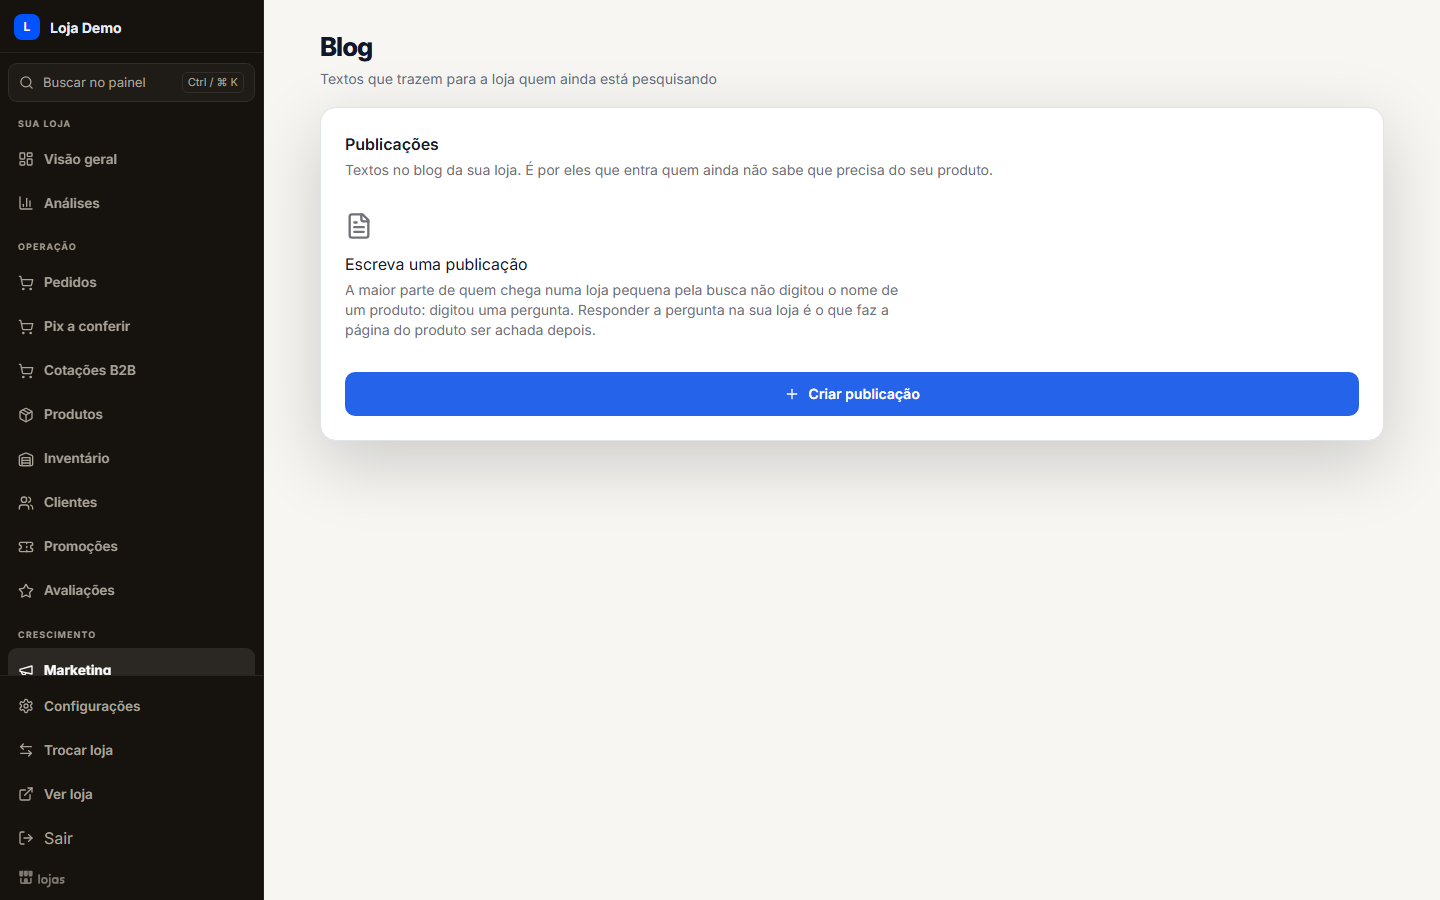 L
Loja Demo
Buscar no painel
Ctrl / ⌘ K
SUA LOJA
Visão geral
Análises
OPERAÇÃO
Pedidos
Pix a conferir
Cotações B2B
Produtos
Inventário
Clientes
Promoções
Avaliações
CRESCIMENTO
Marketing
Configurações
Trocar loja
Ver loja
Sair
lojas
Blog
Textos que trazem para a loja quem ainda está pesquisando
Publicações
Textos no blog da sua loja. É por eles que entra quem ainda não sabe que precisa do seu produto.
Escreva uma publicação
A maior parte de quem chega numa loja pequena pela busca não digitou o nome de
um produto: digitou uma pergunta. Responder a pergunta na sua loja é o que faz a
página do produto ser achada depois.
Criar publicação